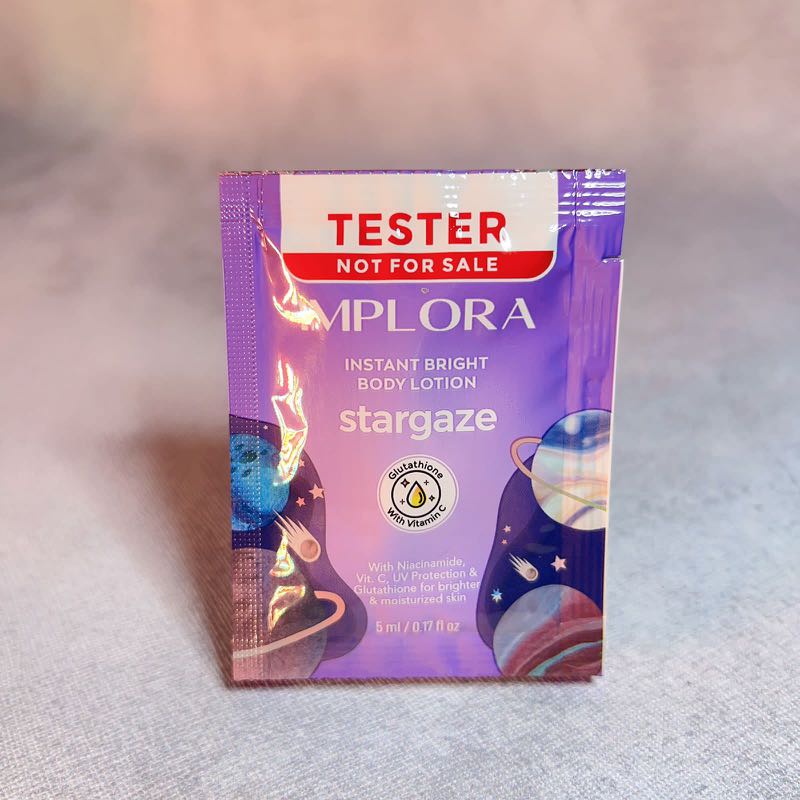 TESTER
NOT FOR SALE
IMPLORA
INSTANT BRIGHT
BODY LOTION
stargaze
Glutathione
With Vitamin C
With Niacinamide,
Vit. C, UV Protection &
Glutathione for brighter
& moisturized skin
5 ml / 0.17 fl oz